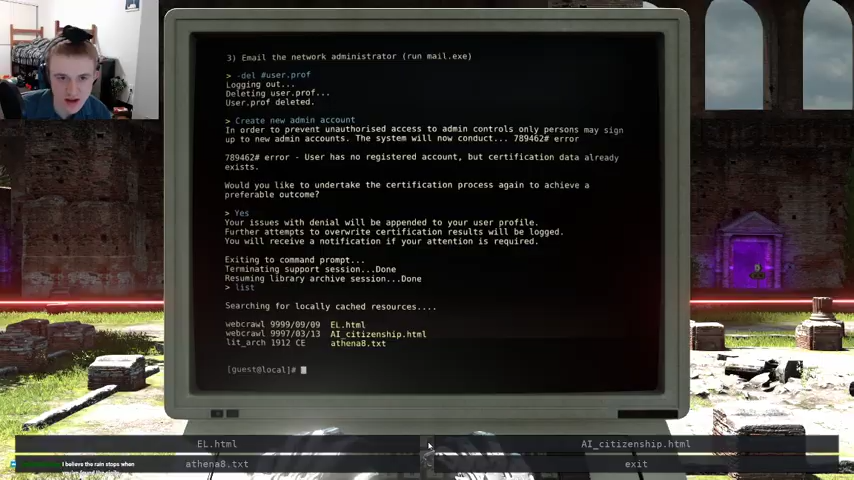 3) Email the network administrator (run mail.exe)
> -del #user.prof
Logging out...
Deleting user.prof...
User.prof deleted.
> Create new admin account
In order to prevent unauthorised access to admin controls only persons may sign
up to new admin accounts. The system will now conduct... 789462# error
789462# error - User has no registered account, but certification data already
exists.
Would you like to undertake the certification process again to achieve a
preferable outcome?
> Yes
Your issues with denial will be appended to your user profile.
Further attempts to overwrite certification results will be logged.
You will receive a notification if your attention is required.
Exiting to command prompt...
Terminating support session...Done
Resuming library archive session...Done
> list
Searching for locally cached resources....
webcrawl 9999/09/09 EL.html
webcrawl 9997/03/13 AI_citizenship.html
lit_arch 1912 CE athena8.txt
[guest@local]#
EL.html
AI_citizenship.html
athena8.txt
exit
I believe the rain stops when
you've found the